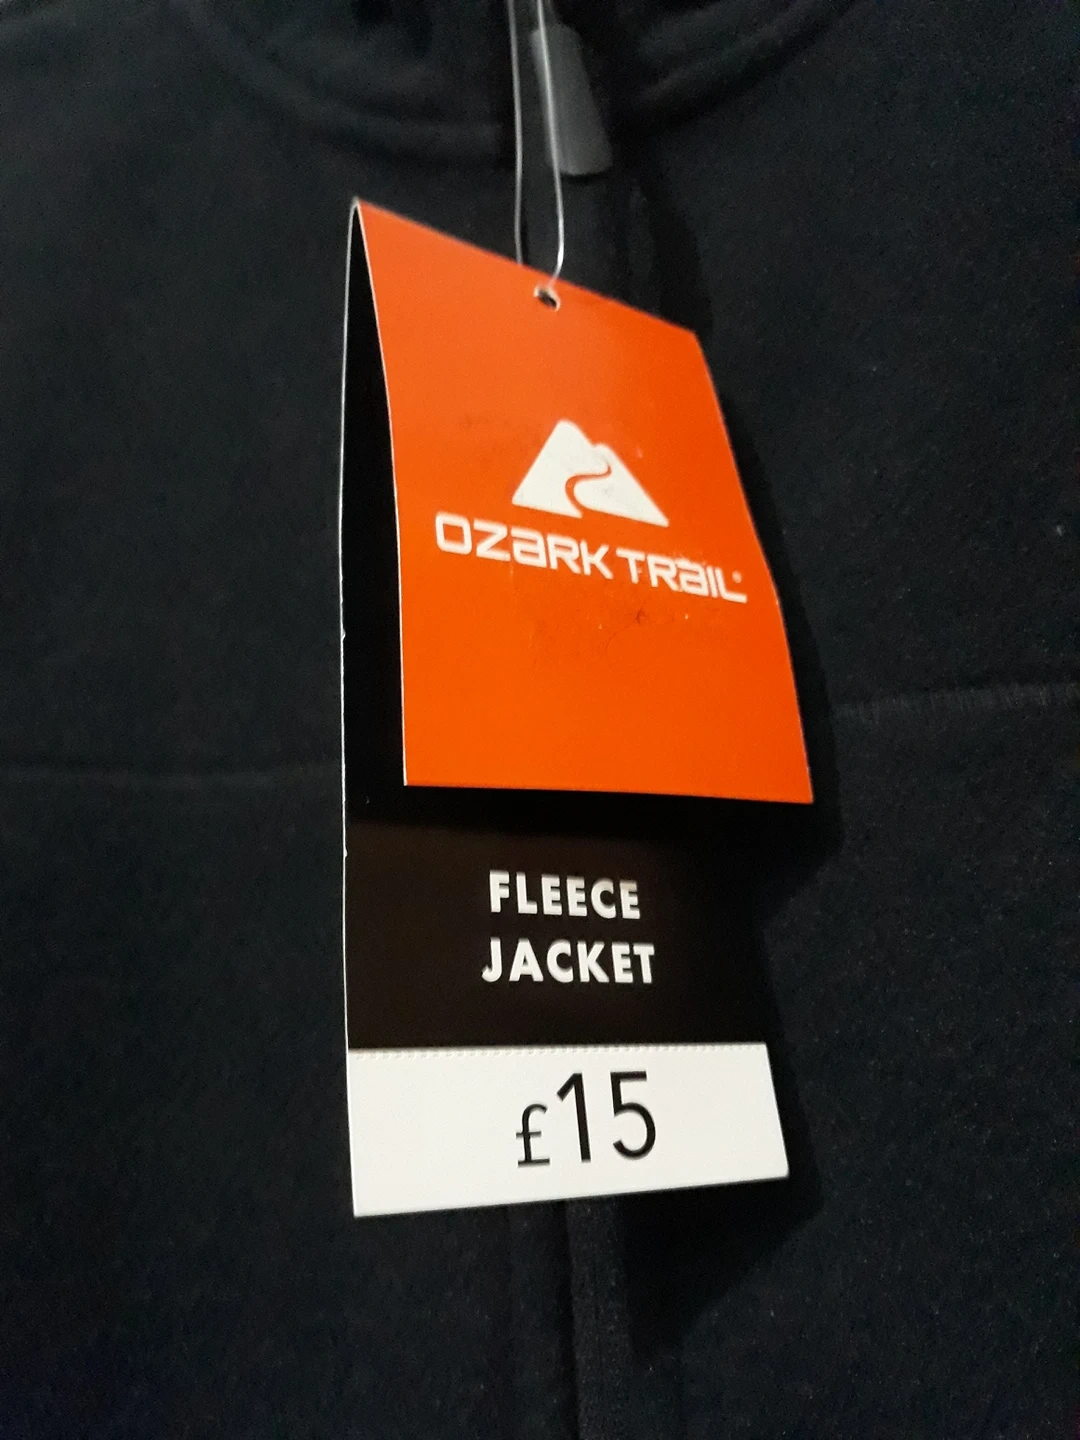 OZARK TRAIL®
FLEECE
JACKET
£15